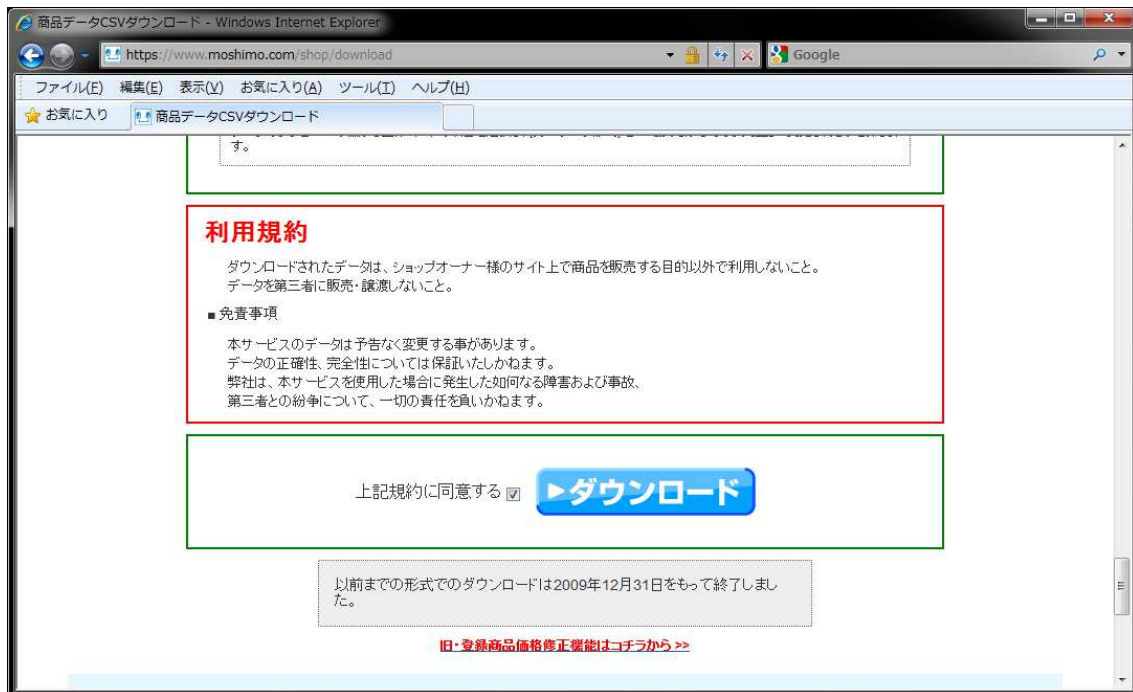 商品データCSVダウンロード - Windows Internet Explorer
https://www.moshimo.com/shop/download
Google
ファイル(F) 編集(E) 表示(V) お気に入り(A) ツール(T) ヘルプ(H)
お気に入り 商品データCSVダウンロード
す。
利用規約
ダウンロードされたデータは、ショップオーナー様のサイト上で商品を販売する目的以外で利用しないこと。
データを第三者に販売・譲渡しないこと。
■免責事項
本サービスのデータは予告なく変更する事があります。
データの正確性、完全性については保証いたしかねます。
弊社は、本サービスを使用した場合に発生した如何なる障害および事故、
第三者との紛争について、一切の責任を負いかねます。
上記規約に同意する ダウンロード
以前までの形式でのダウンロードは2009年12月31日をもって終了しまし
た。
旧・登録商品価格修正機能はコチラから >>